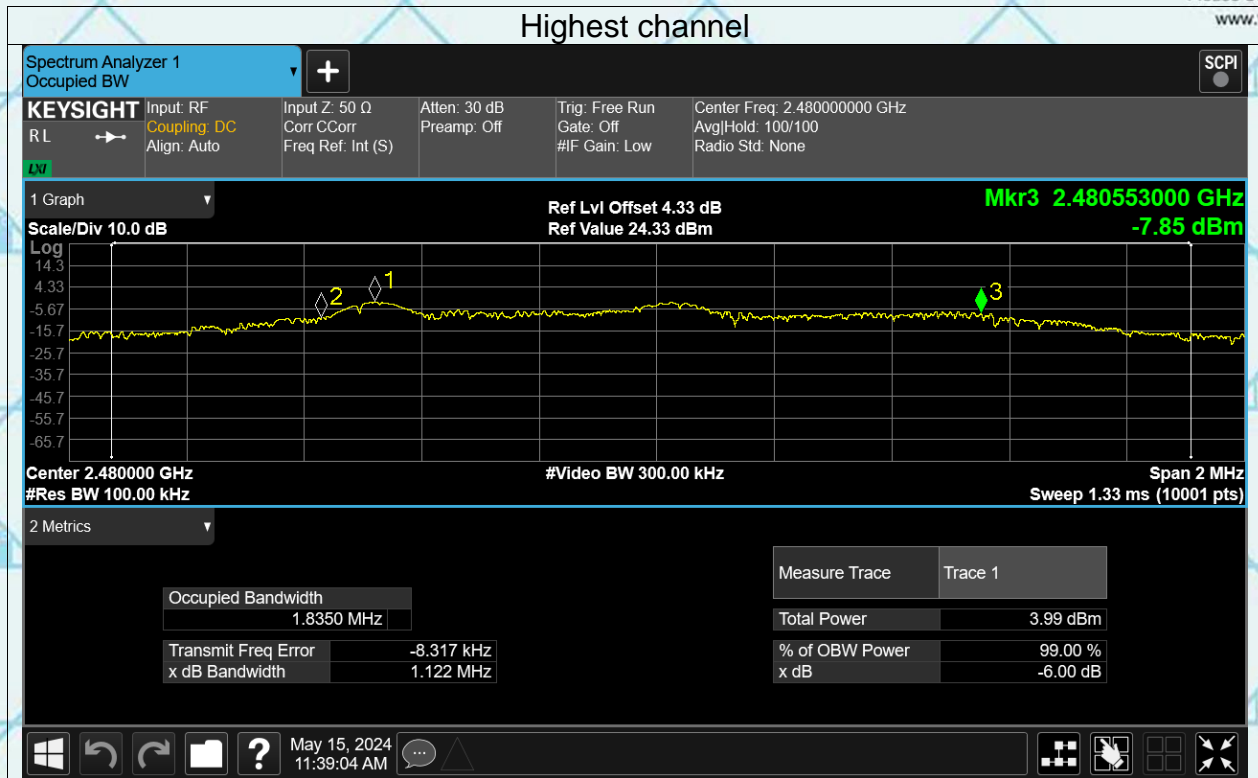 www.
Highest channel
Spectrum Analyzer 1
Occupied BW
+
SCPI
KEYSIGHT
Input: RF
Input Z: 50 Ω
Atten: 30 dB
Trig: Free Run
Center Freq: 2.480000000 GHz
RL
Coupling: DC
Corr CCorr
Preamp: Off
Gate: Off
Avg|Hold: 100/100
Align: Auto
Freq Ref: Int (S)
#IF Gain: Low
Radio Std: None
LXI
1 Graph
Ref Lvl Offset 4.33 dB
Mkr3 2.480553000 GHz
Scale/Div 10.0 dB
Ref Value 24.33 dBm
-7.85 dBm
Log
14.3
4.33
-5.67
-15.7
-25.7
-35.7
-45.7
-55.7
-65.7
2
1
3
Center 2.480000 GHz
#Video BW 300.00 kHz
Span 2 MHz
#Res BW 100.00 kHz
Sweep 1.33 ms (10001 pts)
2 Metrics
Measure Trace
Trace 1
Occupied Bandwidth
1.8350 MHz
Total Power
3.99 dBm
Transmit Freq Error
-8.317 kHz
% of OBW Power
99.00 %
x dB Bandwidth
1.122 MHz
x dB
-6.00 dB
?
May 15, 2024
11:39:04 AM